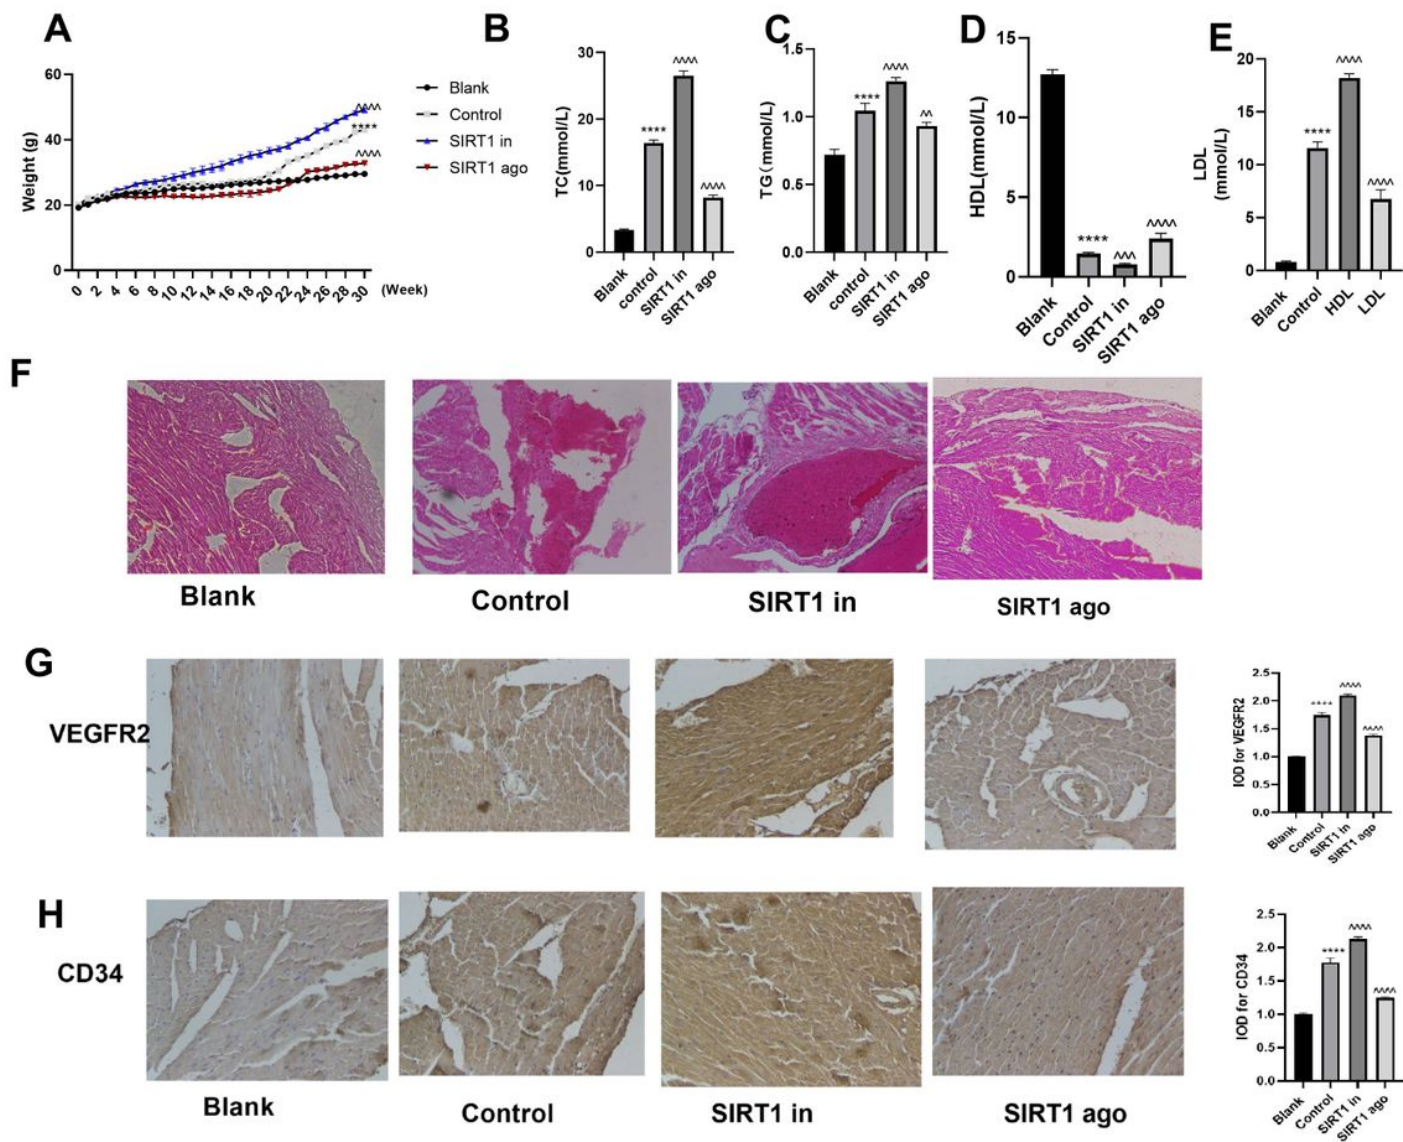 A
Weight (g)
60
40
20
0
0 2 4 6 8 10 12 14 16 18 20 22 24 26 28 30 (Week)
^^^^
****
^^^^
Blank
Control
SIRT1 in
SIRT1 ago
B
TC(mmol/L)
30
20
10
0
****
^^^^
^^^^
Blank
control
SIRT1 in
SIRT1 ago
C
TG( mmol/L)
1.5
1.0
0.5
0.0
****
^^^^
^^
Blank
control
SIRT1 in
SIRT1 ago
D
HDL(mmol/L)
15
10
5
0
****
^^^
^^^^
Blank
Control
SIRT1 in
SIRT1 ago
E
LDL
(mmol/L)
20
15
10
5
0
****
^^^^
^^^^
Blank
Control
HDL
LDL
F
Blank
Control
SIRT1 in
SIRT1 ago
G
VEGFR2
IOD for VEGFR2
2.5
2.0
1.5
1.0
0.5
0.0
****
^^^^
^^^^
Blank
Control
SIRT1 in
SIRT1 ago
H
CD34
Blank
Control
SIRT1 in
SIRT1 ago
IOD for CD34
2.5
2.0
1.5
1.0
0.5
0.0
****
^^^^
^^^^
Blank
Control
SIRT1 in
SIRT1 ago